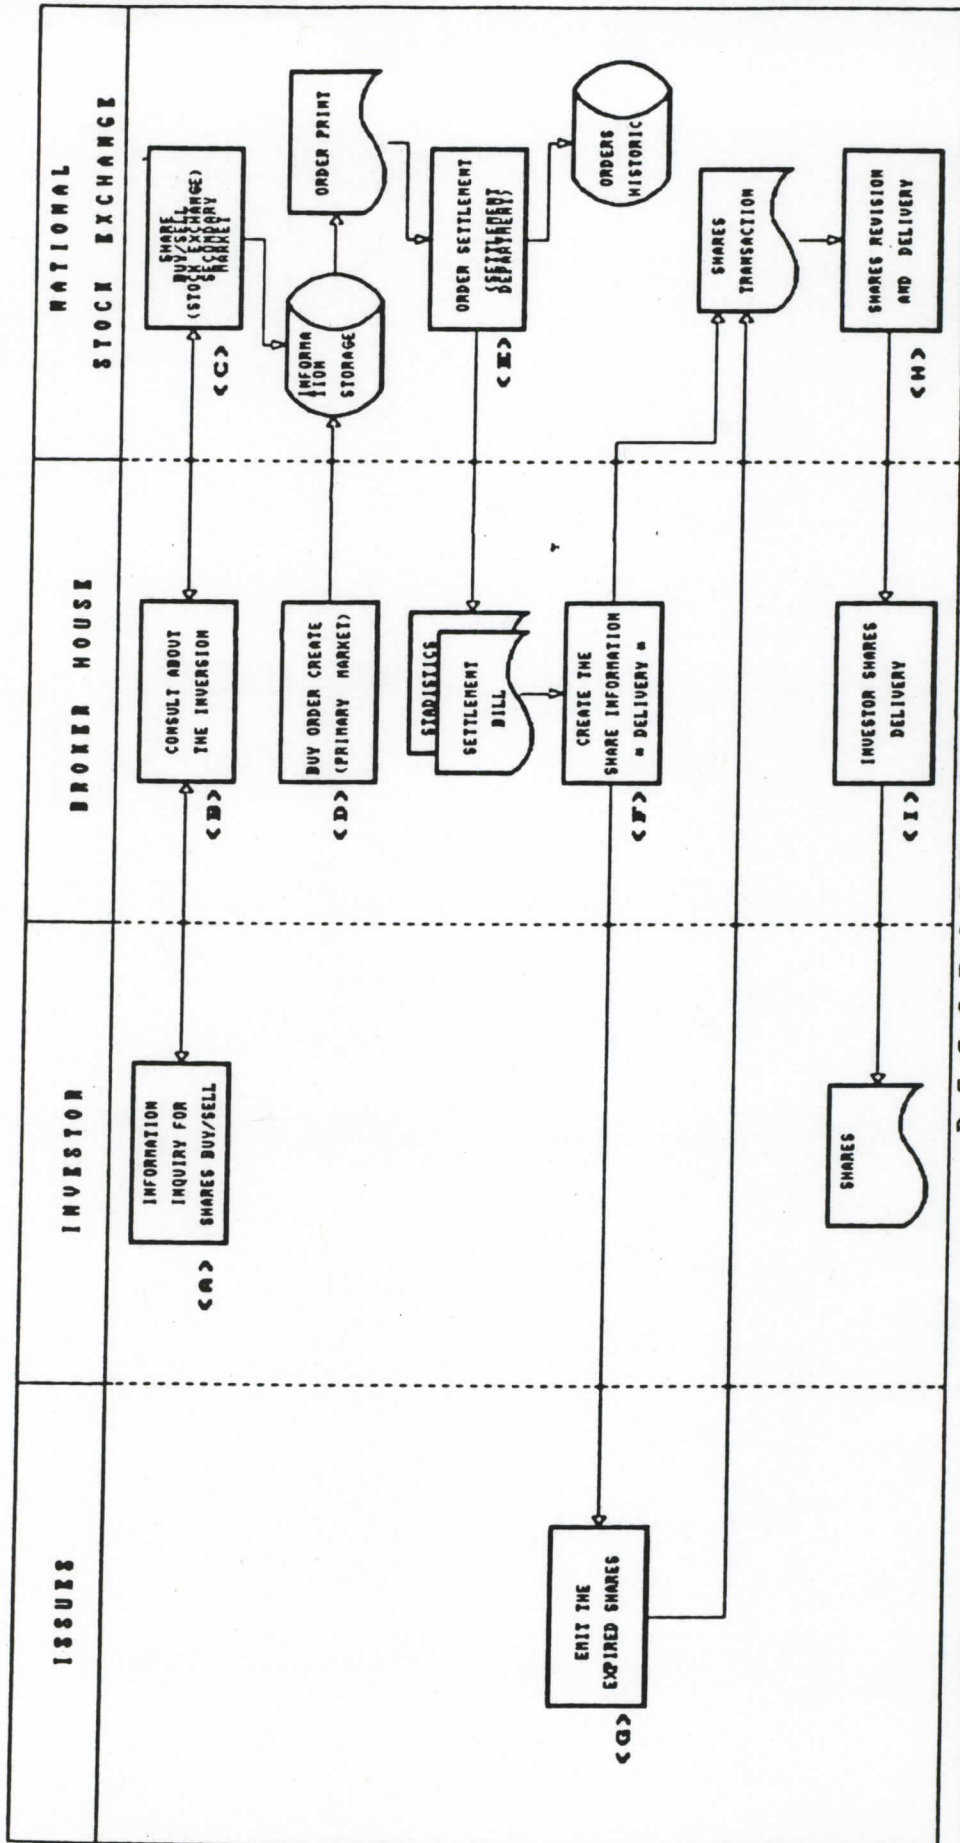 ISSUES
INVESTOR
BROKER HOUSE
NATIONAL
STOCK EXCHANGE
INFORMATION
INQUIRY FOR
SHARES BUY/SELL
<A>
CONSULT ABOUT
THE INVERSION
<B>
SHARE
BUY/SELL
(STOCK EXCHANGE)
SECONDARY
MARKET
<C>
BUY ORDER CREATE
(PRIMARY MARKET)
<D>
INFORMA
TION
STORAGE
ORDER PRINT
STADISTICS
SETTLEMENT
BILL
ORDER SETTLEMENT
(SETTLEMENT
DEPARTMENT)
<E>
ORDERS
HISTORIC
EMIT THE
EXPIRED SHARES
<G>
CREATE THE
SHARE INFORMATION
" DELIVERY "
<F>
SHARES
TRANSACTION
SHARES
INVESTOR SHARES
DELIVERY
<I>
SHARES REVISION
AND DELIVERY
<H>